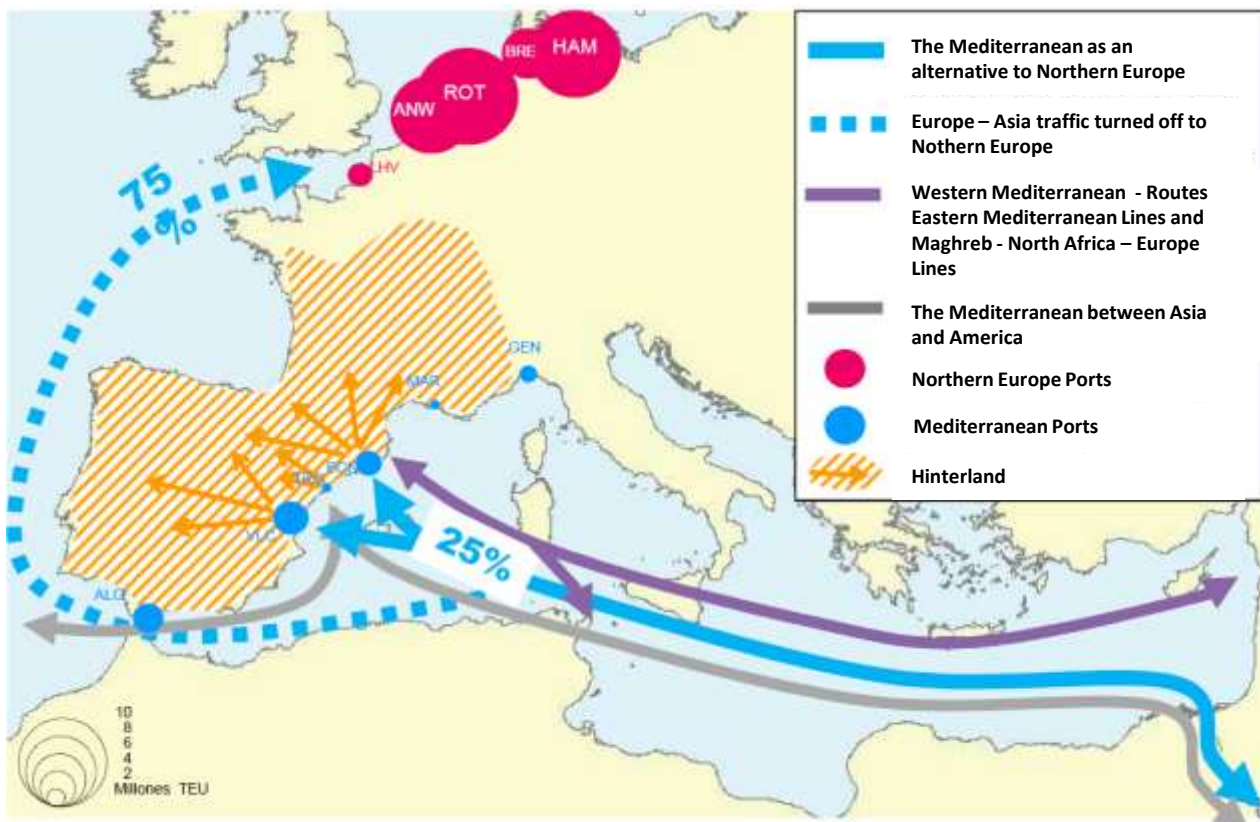 The Mediterranean as an
alternative to Northern Europe
Europe – Asia traffic turned off to
Nothern Europe
Western Mediterranean - Routes
Eastern Mediterranean Lines and
Maghreb - North Africa – Europe
Lines
The Mediterranean between Asia
and America
Northern Europe Ports
Mediterranean Ports
Hinterland
HAM
BRE
ROT
ANW
LHV
75
%
GEN
MAR
BCN
VLC
25%
ALG
10
8
6
4
2
Millones TEU